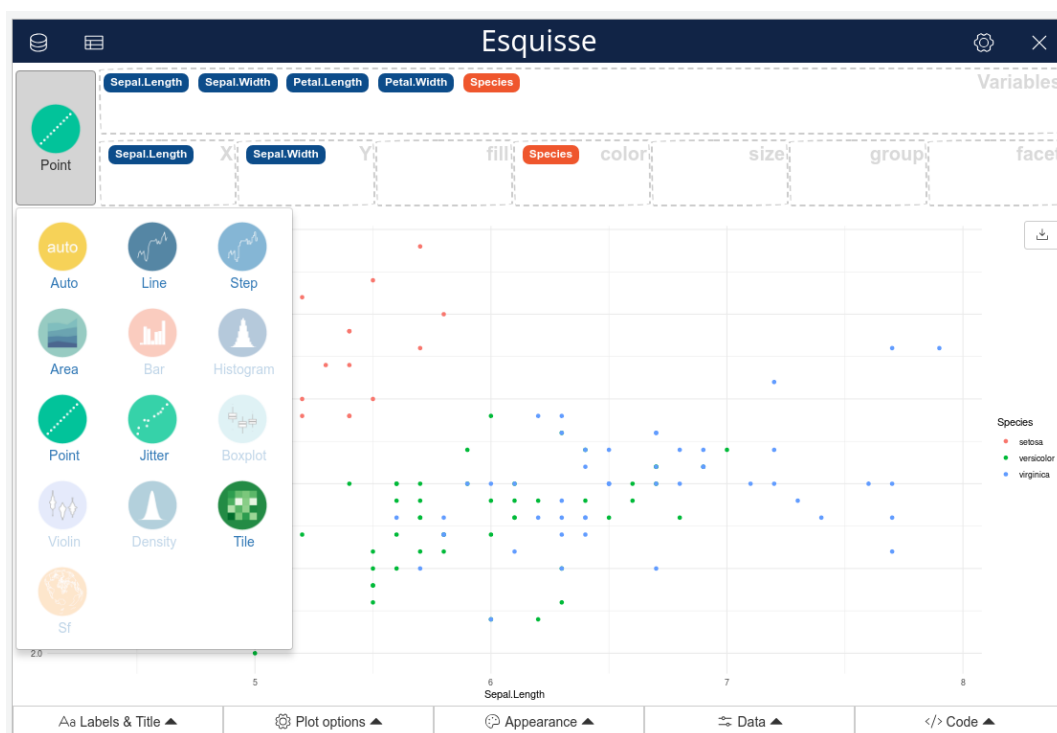 Esquisse
Point
Sepal.Length Sepal.Width Petal.Length Petal.Width Species Variables
Sepal.Length X Sepal.Width Y fill Species color size group facet
auto
Auto Line Step
Area Bar Histogram
Point Jitter Boxplot
Violin Density Tile
Sf
Species
setosa
versicolor
virginica
2.0
5 6 7 8
Sepal.Length
Aa Labels & Title Plot options Appearance Data </> Code